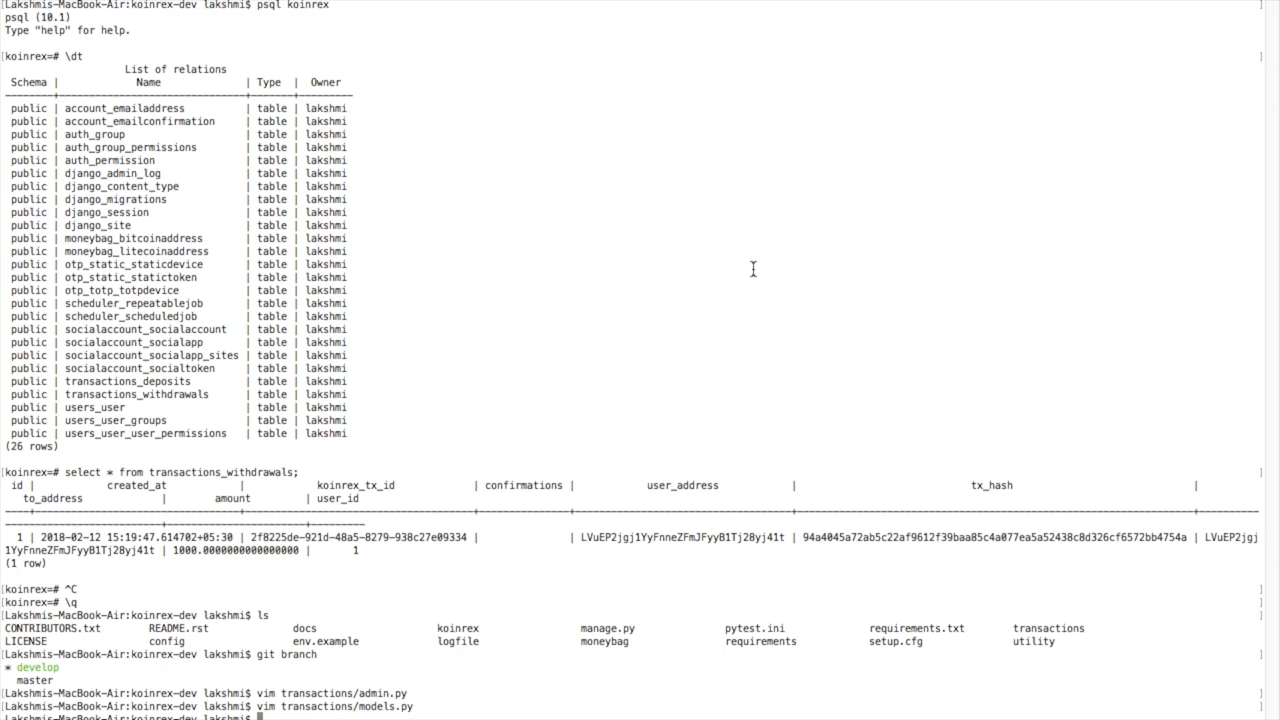 [Lakshmis-MacBook-Air:koinrex-dev lakshmi$ psql koinrex ]
psql (10.1)
Type "help" for help.
[koinrex=# \dt ]
List of relations
Schema | Name | Type | Owner
--------+-------------------------------+-------+---------
public | account_emailaddress | table | lakshmi
public | account_emailconfirmation | table | lakshmi
public | auth_group | table | lakshmi
public | auth_group_permissions | table | lakshmi
public | auth_permission | table | lakshmi
public | django_admin_log | table | lakshmi
public | django_content_type | table | lakshmi
public | django_migrations | table | lakshmi
public | django_session | table | lakshmi
public | django_site | table | lakshmi
public | moneybag_bitcoinaddress | table | lakshmi
public | moneybag_litecoinaddress | table | lakshmi
public | otp_static_staticdevice | table | lakshmi
public | otp_static_statictoken | table | lakshmi
public | otp_totp_totpdevice | table | lakshmi
public | scheduler_repeatablejob | table | lakshmi
public | scheduler_scheduledjob | table | lakshmi
public | socialaccount_socialaccount | table | lakshmi
public | socialaccount_socialapp | table | lakshmi
public | socialaccount_socialapp_sites | table | lakshmi
public | socialaccount_socialtoken | table | lakshmi
public | transactions_deposits | table | lakshmi
public | transactions_withdrawals | table | lakshmi
public | users_user | table | lakshmi
public | users_user_groups | table | lakshmi
public | users_user_user_permissions | table | lakshmi
(26 rows)
[koinrex=# select * from transactions_withdrawals; ]
id | created_at | koinrex_tx_id | confirmations | user_address | tx_hash |
to_address | amount | user_id
1 | 2018-02-12 15:19:47.614702+05:30 | 2f8225de-921d-48a5-8279-938c27e09334 | | LVuEP2jgj1YyFnneZFmJFyyB1Tj28yj41t | 94a4045a72ab5c22af9612f39baa85c4a077ea5a52438c8d326cf6572bb4754a | LVuEP2jgj
1YyFnneZFmJFyyB1Tj28yj41t | 1000.0000000000000000 | 1
(1 row)
[koinrex=# ^C ]
[koinrex=# \q ]
[Lakshmis-MacBook-Air:koinrex-dev lakshmi$ ls ]
CONTRIBUTORS.txt README.rst docs koinrex manage.py pytest.ini requirements.txt transactions
LICENSE config env.example logfile moneybag requirements setup.cfg utility
[Lakshmis-MacBook-Air:koinrex-dev lakshmi$ git branch ]
* develop
master
[Lakshmis-MacBook-Air:koinrex-dev lakshmi$ vim transactions/admin.py ]
[Lakshmis-MacBook-Air:koinrex-dev lakshmi$ vim transactions/models.py ]
Lakshmis-MacBook-Air:koinrex-dev lakshmi$